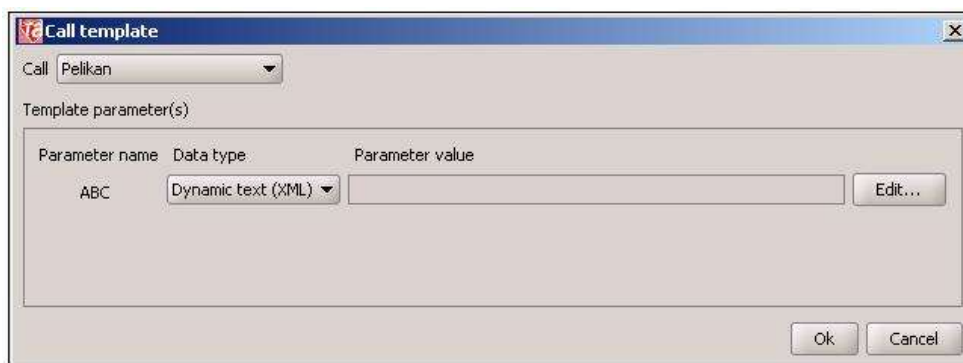 Call template
Call Pelikan
Template parameter(s)
Parameter name Data type Parameter value
ABC Dynamic text (XML) Edit...
Ok Cancel